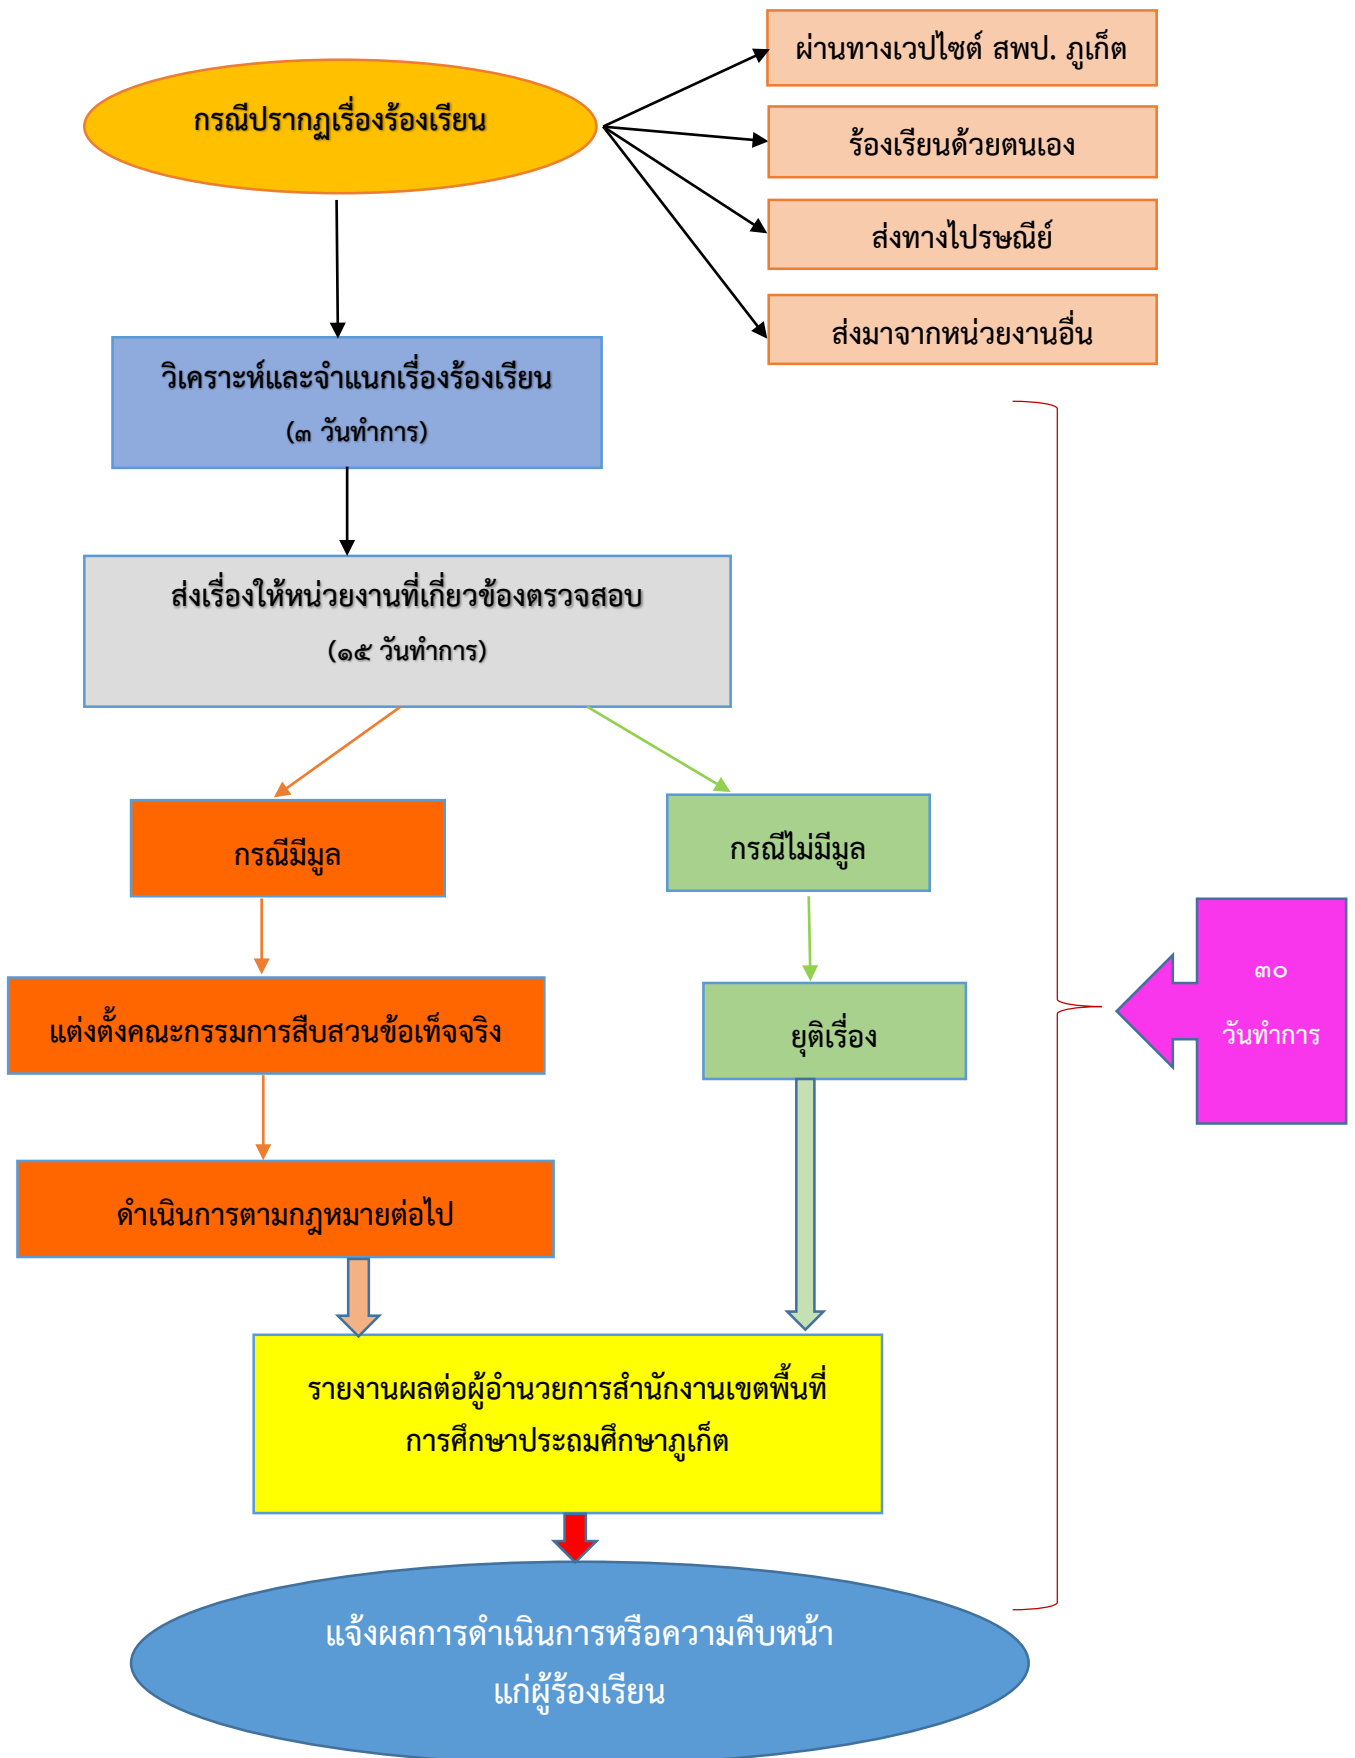 กรณีปรากฏเรื่องร้องเรียน
ผ่านทางเวปไซต์ สพป. ภูเก็ต
ร้องเรียนด้วยตนเอง
ส่งทางไปรษณีย์
ส่งมาจากหน่วยงานอื่น
วิเคราะห์และจำแนกเรื่องร้องเรียน
(๓ วันทำการ)
ส่งเรื่องให้หน่วยงานที่เกี่ยวข้องตรวจสอบ
(๑๕ วันทำการ)
กรณีมีมูล
กรณีไม่มีมูล
แต่งตั้งคณะกรรมการสืบสวนข้อเท็จจริง
ยุติเรื่อง
๓๐
วันทำการ
ดำเนินการตามกฎหมายต่อไป
รายงานผลต่อผู้อำนวยการสำนักงานเขตพื้นที่
การศึกษาประถมศึกษาภูเก็ต
แจ้งผลการดำเนินการหรือความคืบหน้า
แก่ผู้ร้องเรียน